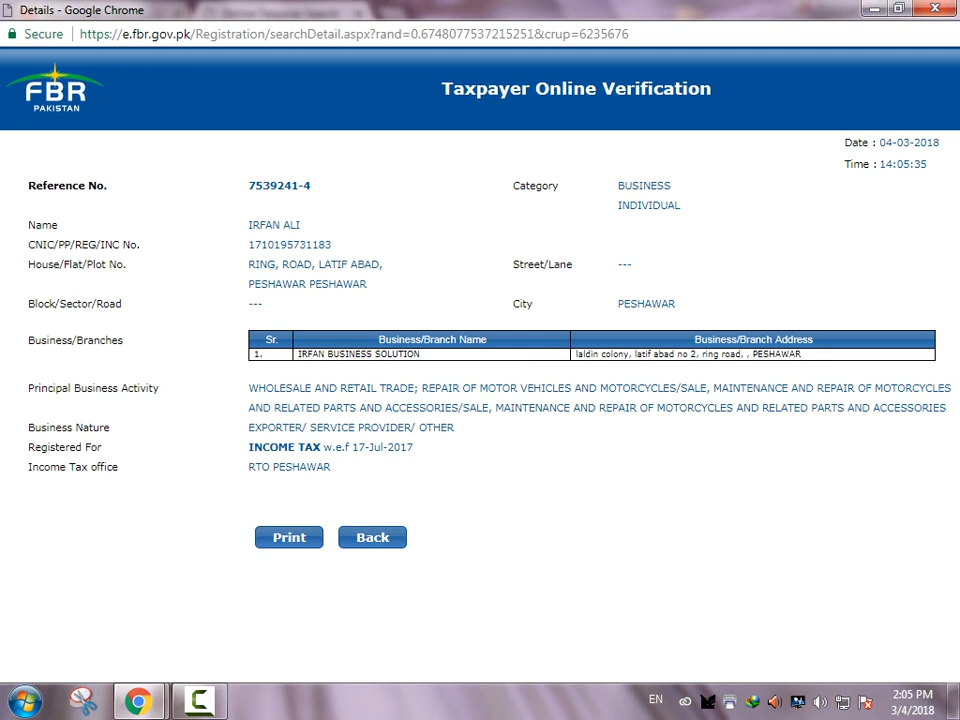 Details - Google Chrome
Secure | https://e.fbr.gov.pk/Registration/searchDetail.aspx?rand=0.6748077537215251&crup=6235676
FBR
PAKISTAN
Taxpayer Online Verification
Date : 04-03-2018
Time : 14:05:35
Reference No. 7539241-4 Category BUSINESS
INDIVIDUAL
Name IRFAN ALI
CNIC/PP/REG/INC No. 1710195731183
House/Flat/Plot No. RING, ROAD, LATIF ABAD, Street/Lane ---
PESHAWAR PESHAWAR
Block/Sector/Road --- City PESHAWAR
Business/Branches Sr. Business/Branch Name Business/Branch Address
1. IRFAN BUSINESS SOLUTION laldin colony, latif abad no 2, ring road, , PESHAWAR
Principal Business Activity WHOLESALE AND RETAIL TRADE; REPAIR OF MOTOR VEHICLES AND MOTORCYCLES/SALE, MAINTENANCE AND REPAIR OF MOTORCYCLES
AND RELATED PARTS AND ACCESSORIES/SALE, MAINTENANCE AND REPAIR OF MOTORCYCLES AND RELATED PARTS AND ACCESSORIES
Business Nature EXPORTER/ SERVICE PROVIDER/ OTHER
Registered For INCOME TAX w.e.f 17-Jul-2017
Income Tax office RTO PESHAWAR
Print Back
EN 2:05 PM
3/4/2018